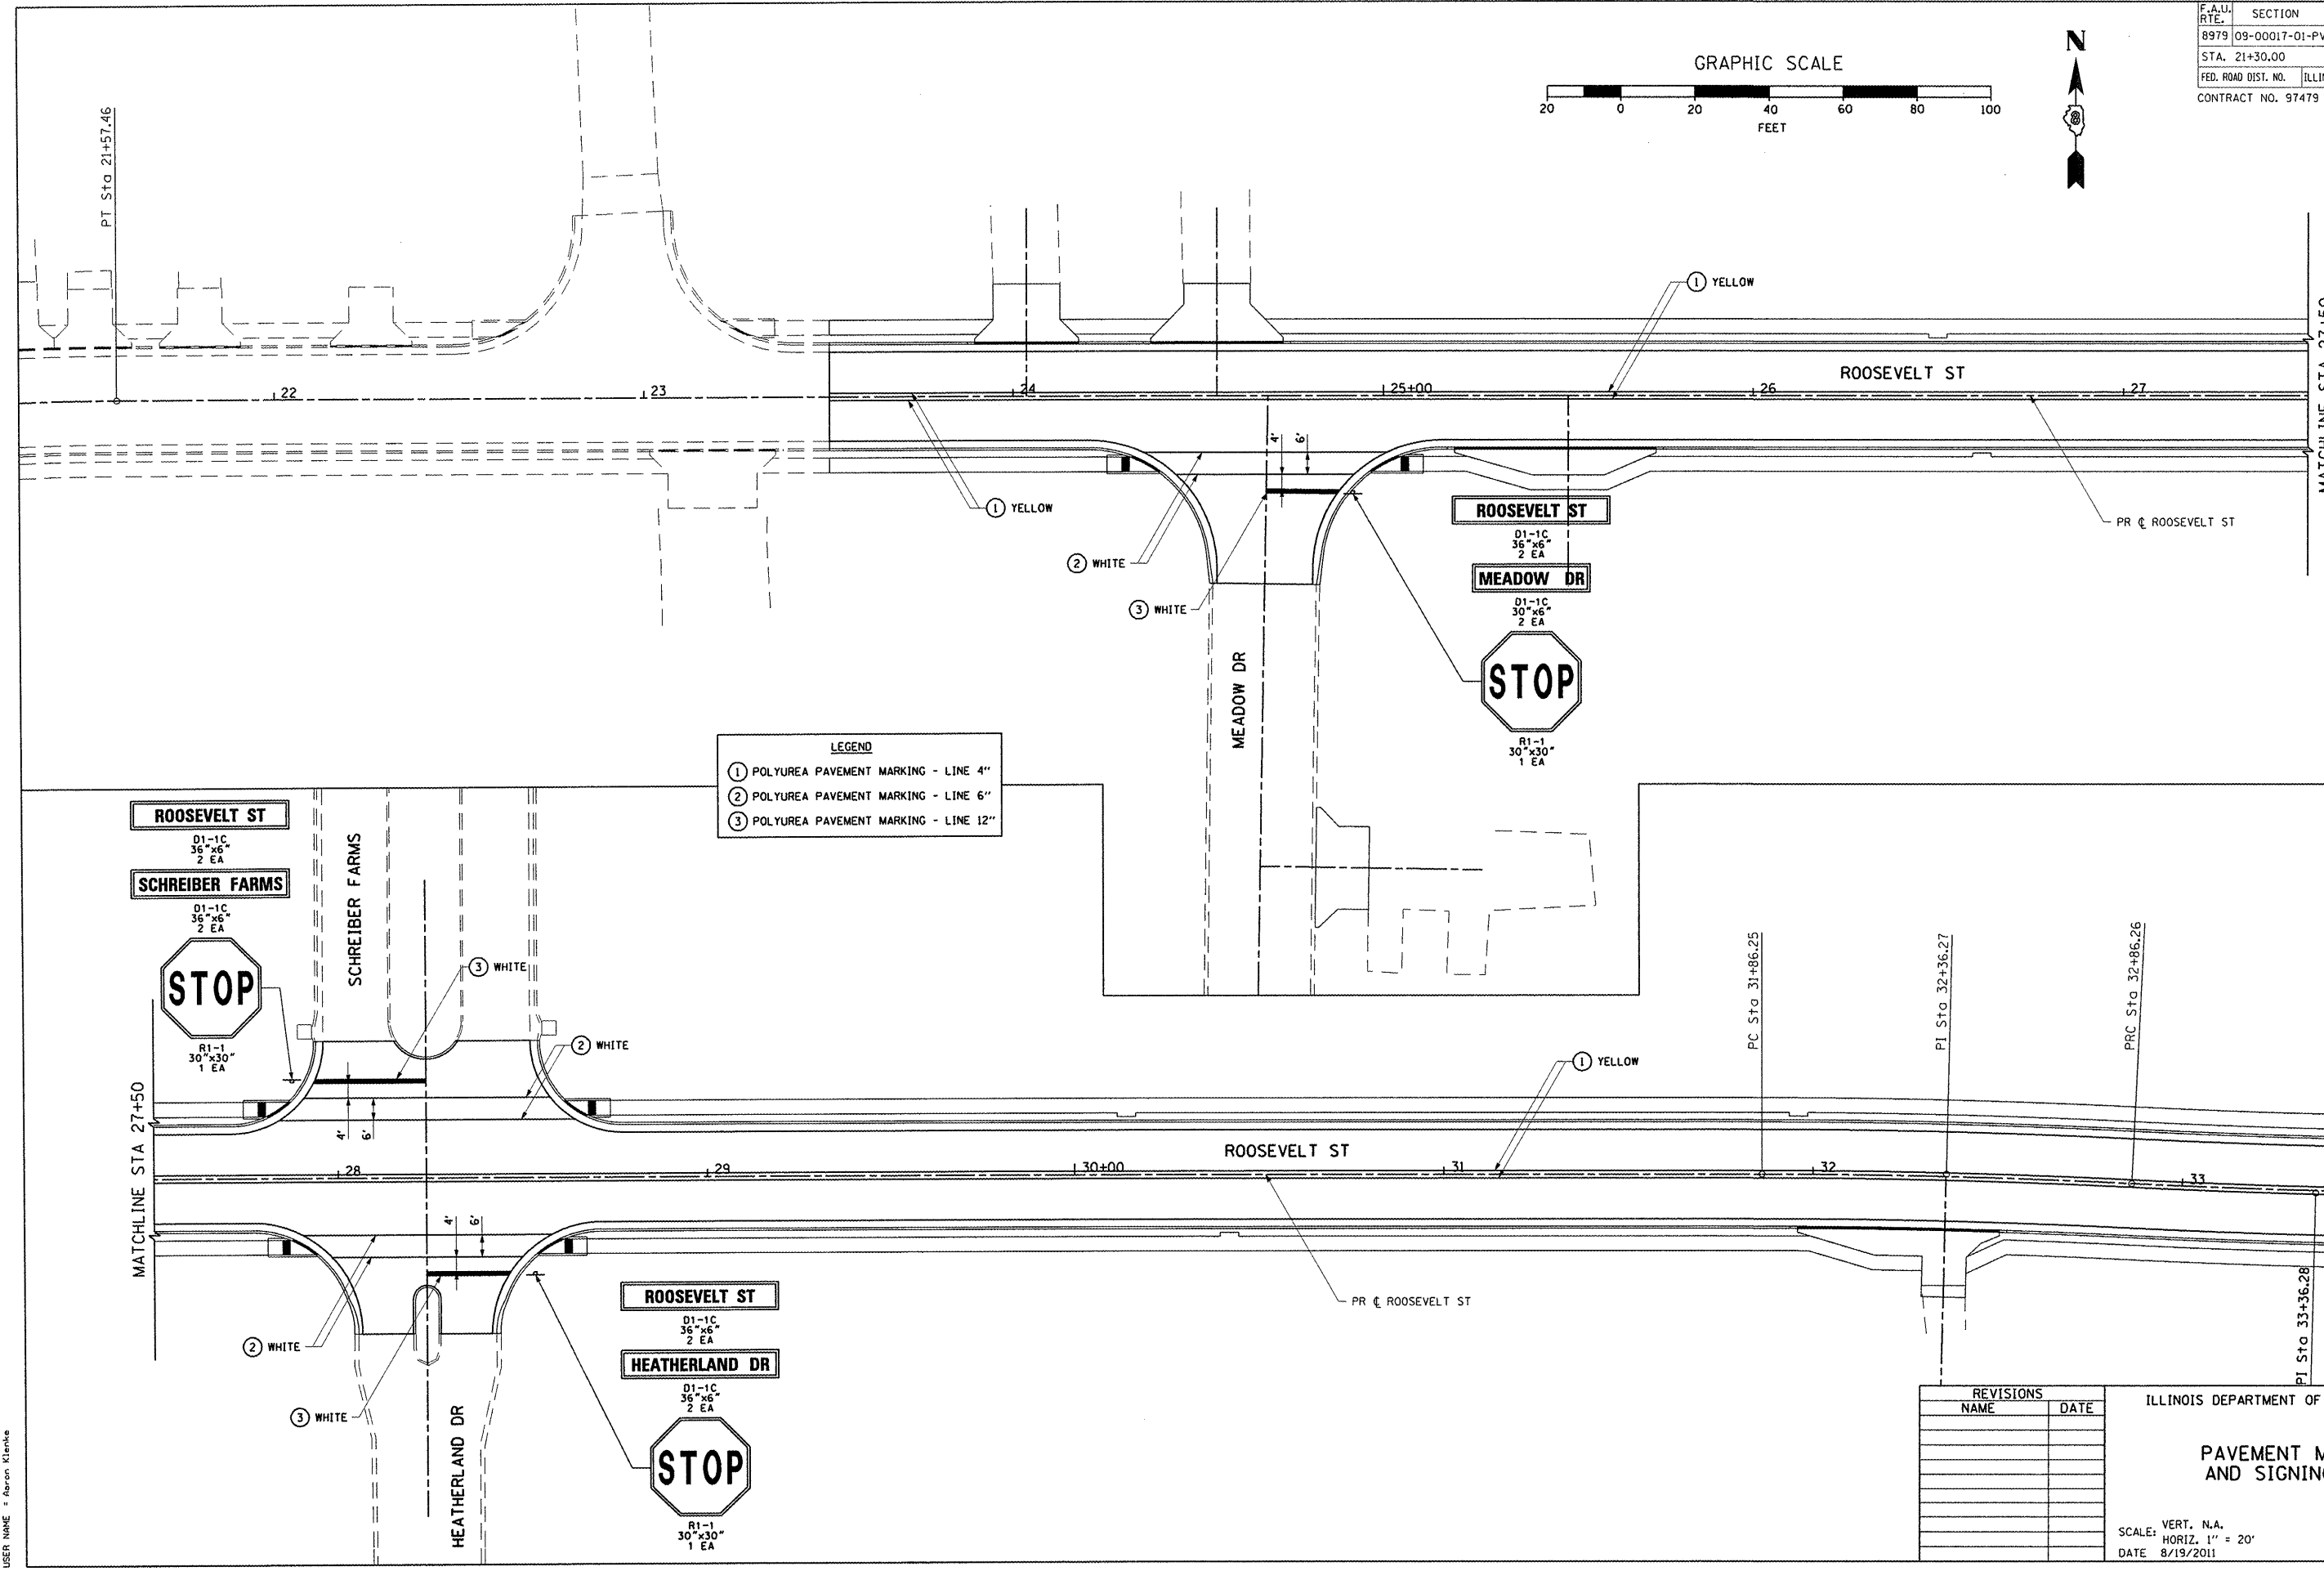 F.A.U.
RTE.
SECTION
8979 09-00017-01-PV
STA. 21+30.00
FED. ROAD DIST. NO.
CONTRACT NO. 97479
N
8
GRAPHIC SCALE
20 0 20 40 60 80 100
FEET
PT Sta 21+57.46
1 YELLOW
ROOSEVELT ST
22 23 24 25+00 26 27
MATCHLINE STA 27+50
4' 6'
1 YELLOW
2 WHITE
3 WHITE
PR ℄ ROOSEVELT ST
ROOSEVELT ST
D1-1C
36"x6"
2 EA
MEADOW DR
D1-1C
30"x6"
2 EA
STOP
R1-1
30"x30"
1 EA
MEADOW DR
LEGEND
1 POLYUREA PAVEMENT MARKING - LINE 4"
2 POLYUREA PAVEMENT MARKING - LINE 6"
3 POLYUREA PAVEMENT MARKING - LINE 12"
ROOSEVELT ST
D1-1C
36"x6"
2 EA
SCHREIBER FARMS
D1-1C
36"x6"
2 EA
STOP
R1-1
30"x30"
1 EA
SCHREIBER FARMS
3 WHITE
2 WHITE
4' 6'
MATCHLINE STA 27+50
1 YELLOW
PC Sta 31+86.25
PI Sta 32+36.27
PRC Sta 32+86.26
PI Sta 33+36.28
ROOSEVELT ST
28 29 30+00 31 32 33
4' 6'
PR ℄ ROOSEVELT ST
2 WHITE
3 WHITE
ROOSEVELT ST
D1-1C
36"x6"
2 EA
HEATHERLAND DR
D1-1C
36"x6"
2 EA
STOP
R1-1
30"x30"
1 EA
HEATHERLAND DR
REVISIONS
NAME DATE
ILLINOIS DEPARTMENT OF
PAVEMENT
AND
SCALE: VERT. N.A.
HORIZ. 1" = 20'
DATE 8/19/2011
USER NAME = Aaron Klenke